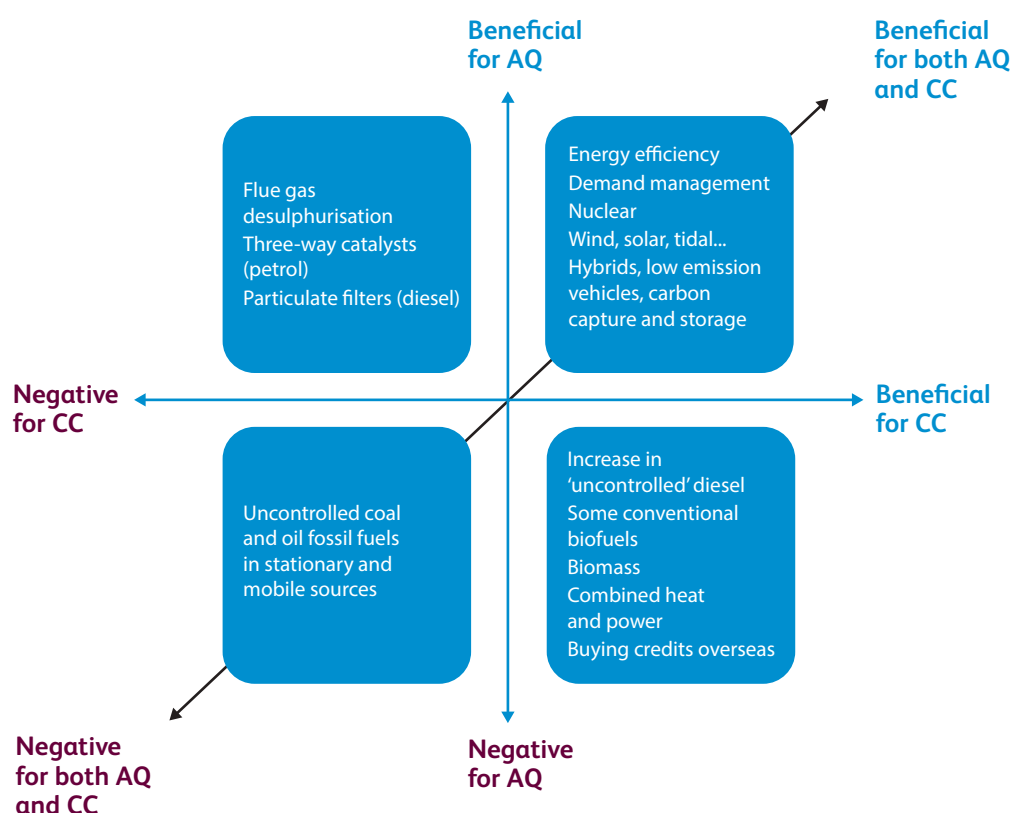 Beneficial
for AQ
Beneficial
for both AQ
and CC
Flue gas
desulphurisation
Three-way catalysts
(petrol)
Particulate filters (diesel)
Energy efficiency
Demand management
Nuclear
Wind, solar, tidal...
Hybrids, low emission
vehicles, carbon
capture and storage
Negative
for CC
Beneficial
for CC
Uncontrolled coal
and oil fossil fuels
in stationary and
mobile sources
Increase in
‘uncontrolled’ diesel
Some conventional
biofuels
Biomass
Combined heat
and power
Buying credits overseas
Negative
for both AQ
and CC
Negative
for AQ